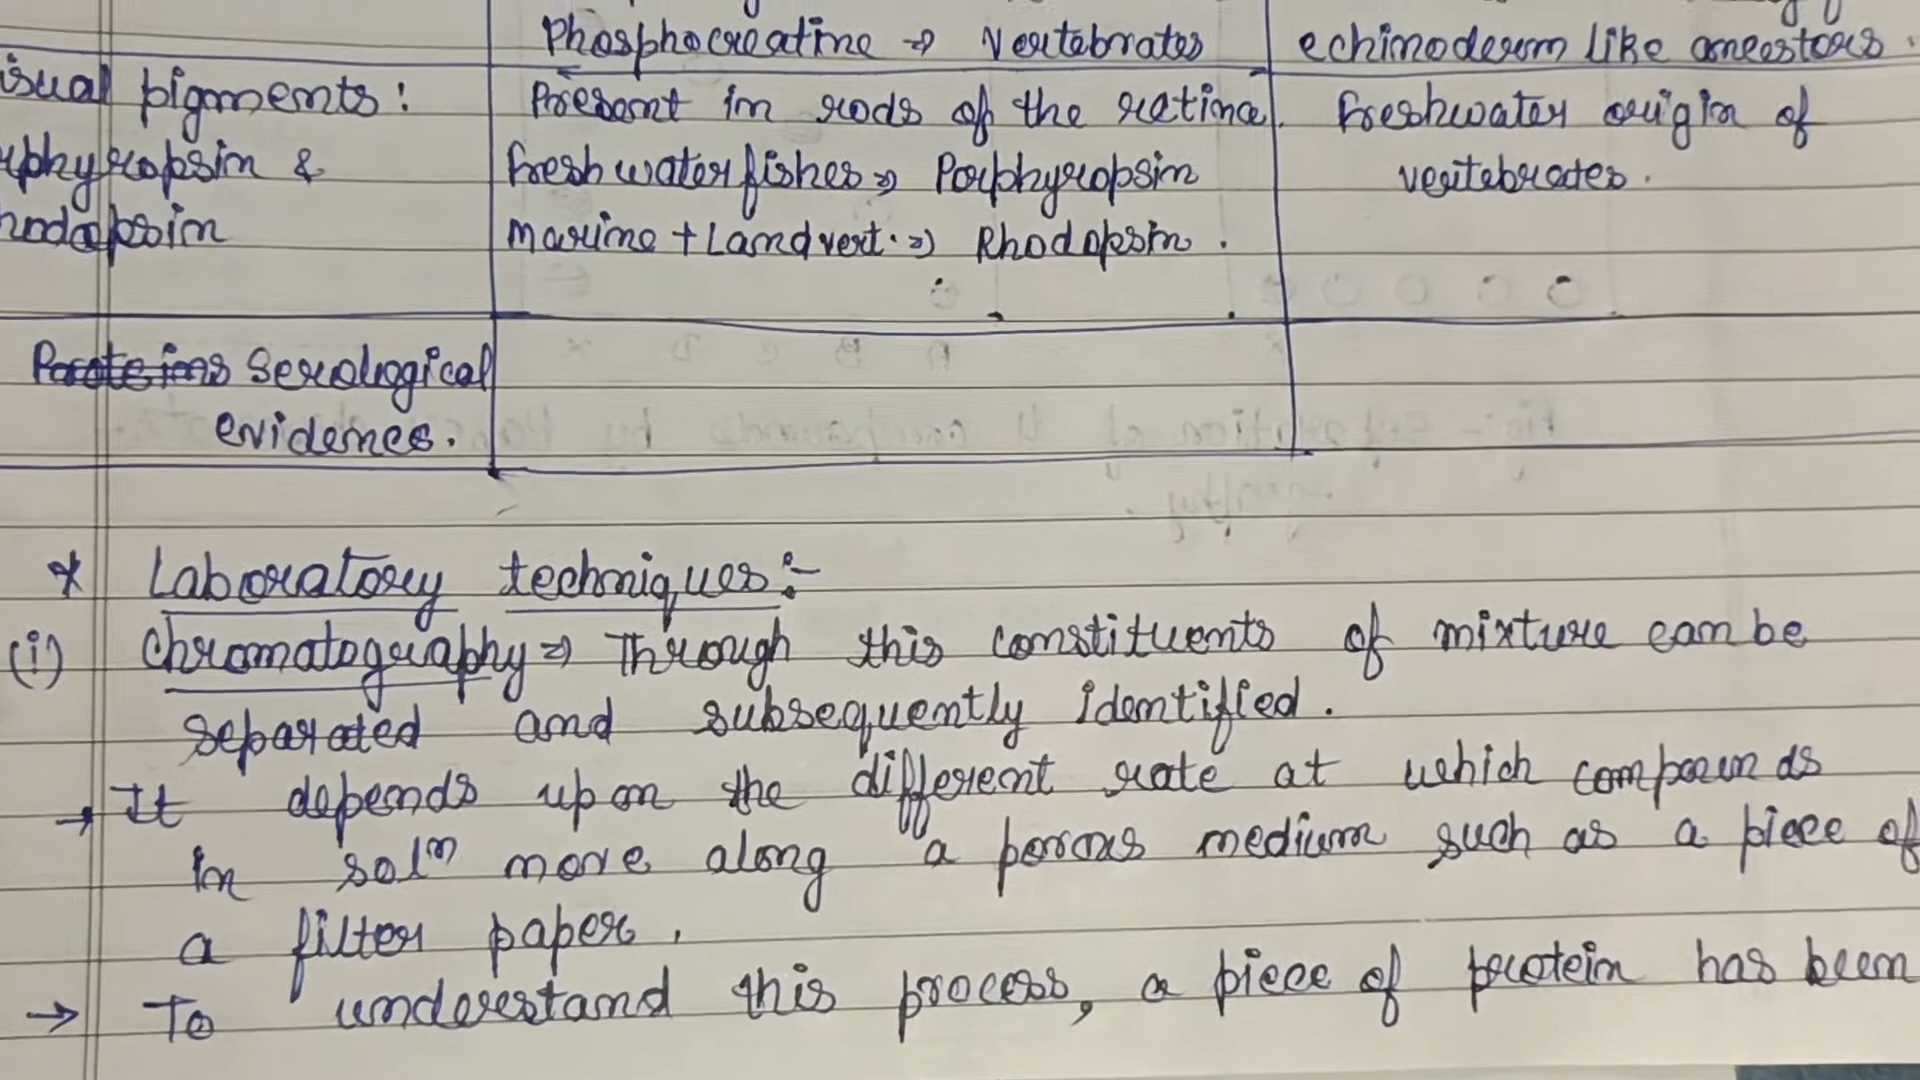 Phosphocreatine → Vertebrates
echinoderm like ancestors.
isual pigments:
Present in rods of the retina.
Freshwater origin of
phyropsin &
Freshwater fishes ⇒ Porphyropsin
vertebrates.
hodopsin
Marine + Land vert. ⇒ Rhodopsin.
Proteins Serological
evidences.
* Laboratory techniques :-
(i) Chromatography ⇒ Through this constituents of mixture can be
separated and subsequently identified.
→ It depends upon the different rate at which compounds
in solⁿ move along a porous medium such as a piece of
a filter paper.
→ To understand this process, a piece of protein has been